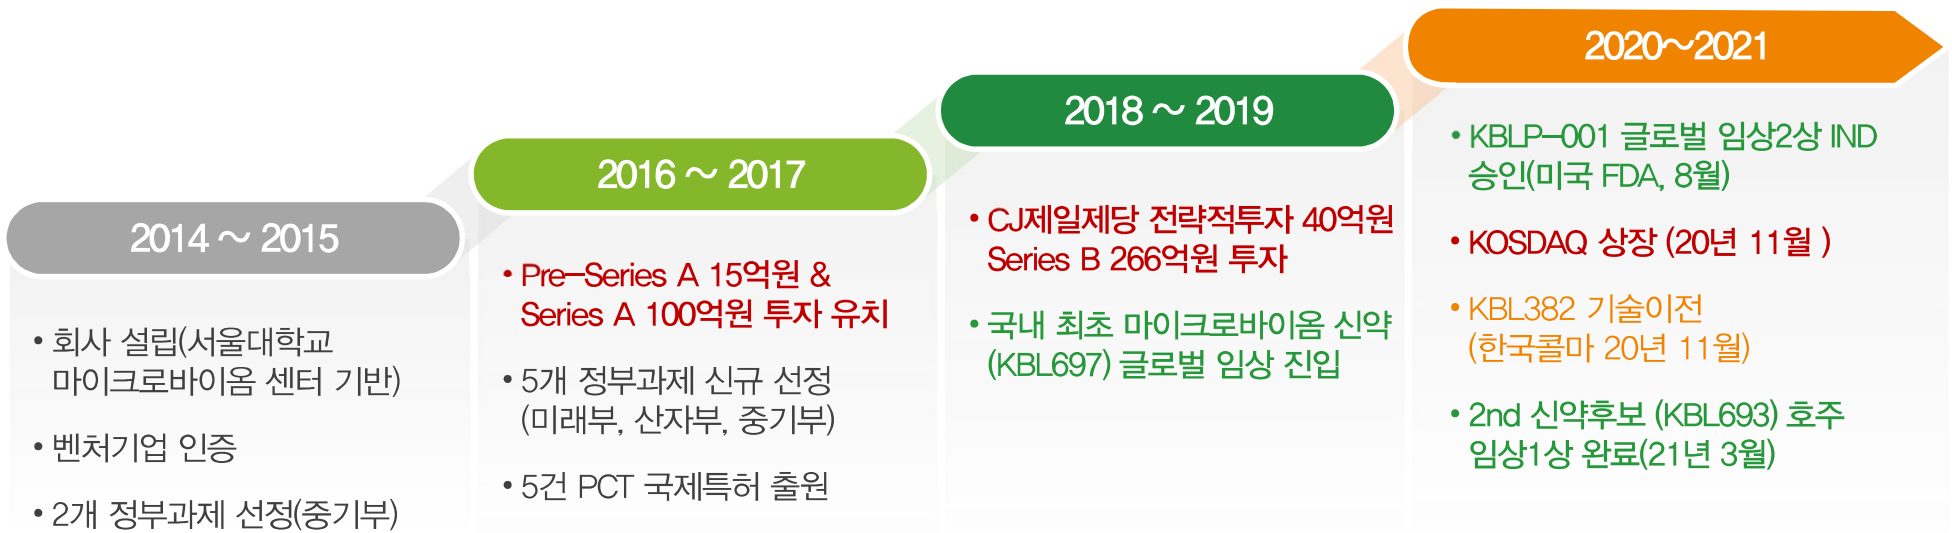 2014 ~ 2015
• 회사 설립(서울대학교
마이크로바이옴 센터 기반)
• 벤처기업 인증
• 2개 정부과제 선정(중기부)
2016 ~ 2017
• Pre-Series A 15억원 &
Series A 100억원 투자 유치
• 5개 정부과제 신규 선정
(미래부, 산자부, 중기부)
• 5건 PCT 국제특허 출원
2018 ~ 2019
• CJ제일제당 전략적투자 40억원
Series B 266억원 투자
• 국내 최초 마이크로바이옴 신약
(KBL697) 글로벌 임상 진입
2020~2021
• KBLP-001 글로벌 임상2상 IND
승인(미국 FDA, 8월)
• KOSDAQ 상장 (20년 11월 )
• KBL382 기술이전
(한국콜마 20년 11월)
• 2nd 신약후보 (KBL693) 호주
임상1상 완료(21년 3월)